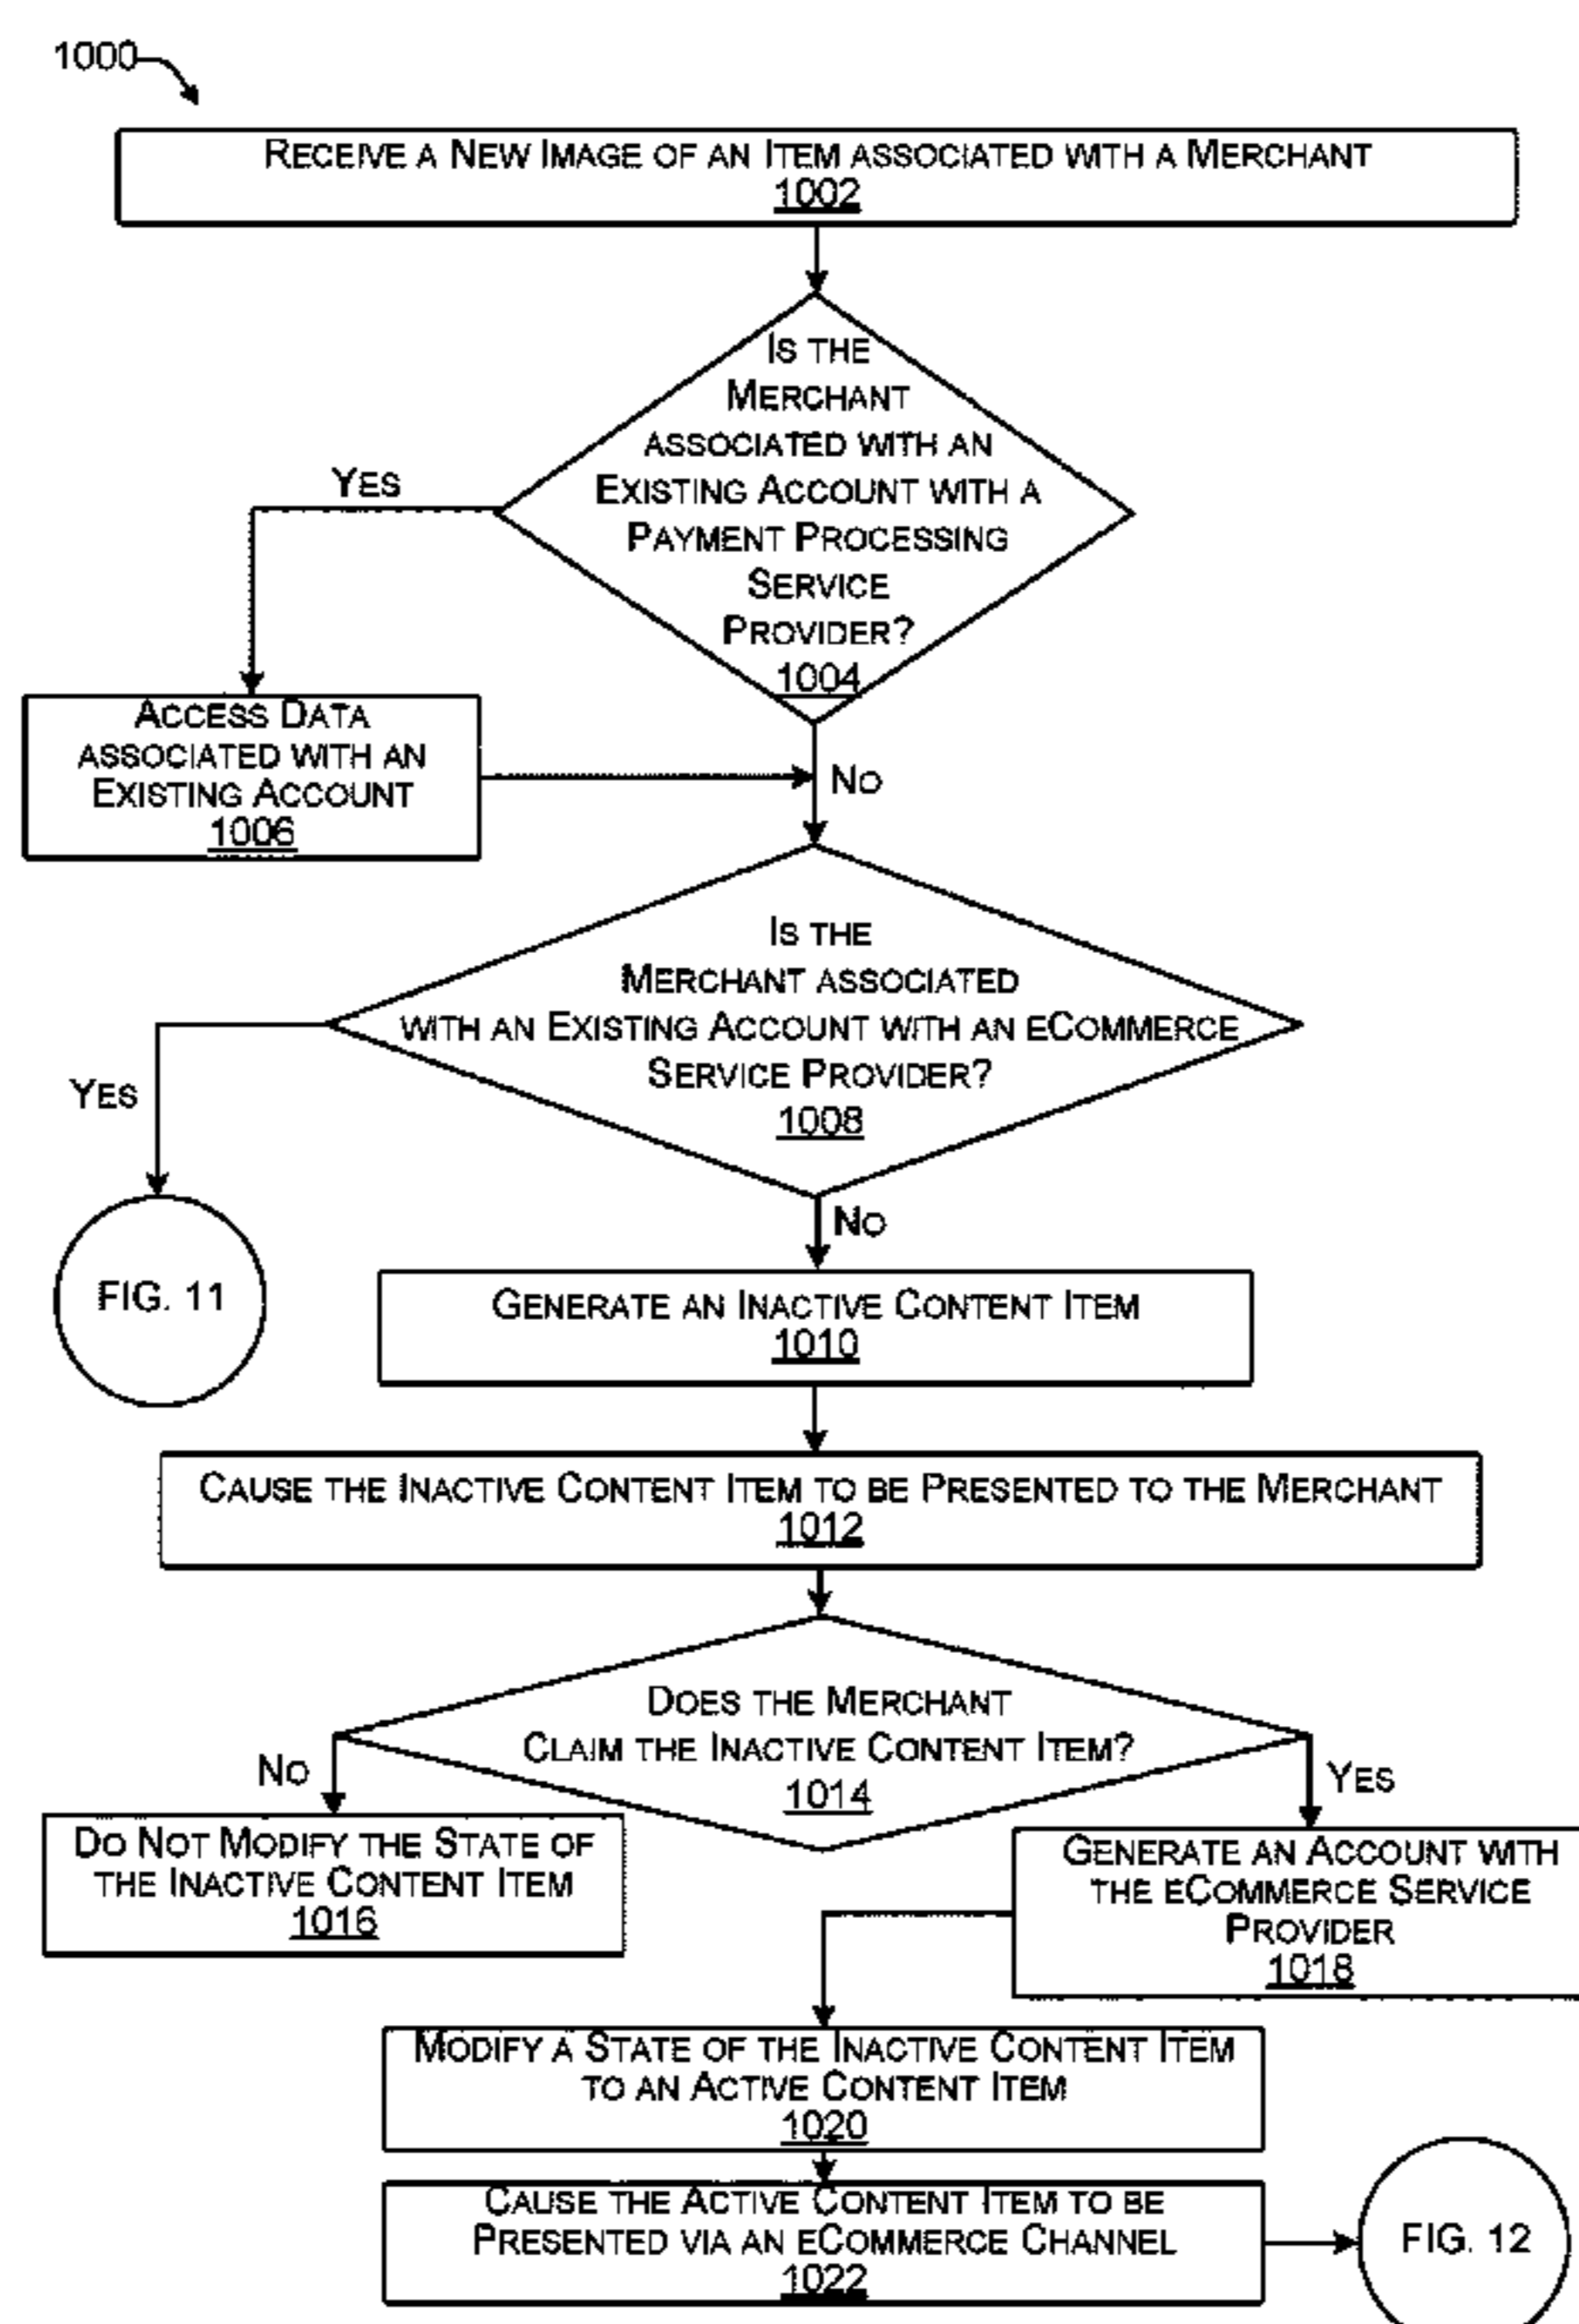 1000
RECEIVE A NEW IMAGE OF AN ITEM ASSOCIATED WITH A MERCHANT
1002
IS THE
MERCHANT
ASSOCIATED WITH AN
EXISTING ACCOUNT WITH A
PAYMENT PROCESSING
SERVICE
PROVIDER?
1004
YES
ACCESS DATA
ASSOCIATED WITH AN
EXISTING ACCOUNT
1006
NO
IS THE
MERCHANT ASSOCIATED
WITH AN EXISTING ACCOUNT WITH AN ECOMMERCE
SERVICE PROVIDER?
1008
YES
FIG. 11
NO
GENERATE AN INACTIVE CONTENT ITEM
1010
CAUSE THE INACTIVE CONTENT ITEM TO BE PRESENTED TO THE MERCHANT
1012
DOES THE MERCHANT
CLAIM THE INACTIVE CONTENT ITEM?
1014
NO
DO NOT MODIFY THE STATE OF
THE INACTIVE CONTENT ITEM
1016
YES
GENERATE AN ACCOUNT WITH
THE ECOMMERCE SERVICE
PROVIDER
1018
MODIFY A STATE OF THE INACTIVE CONTENT ITEM
TO AN ACTIVE CONTENT ITEM
1020
CAUSE THE ACTIVE CONTENT ITEM TO BE
PRESENTED VIA AN ECOMMERCE CHANNEL
1022
FIG. 12